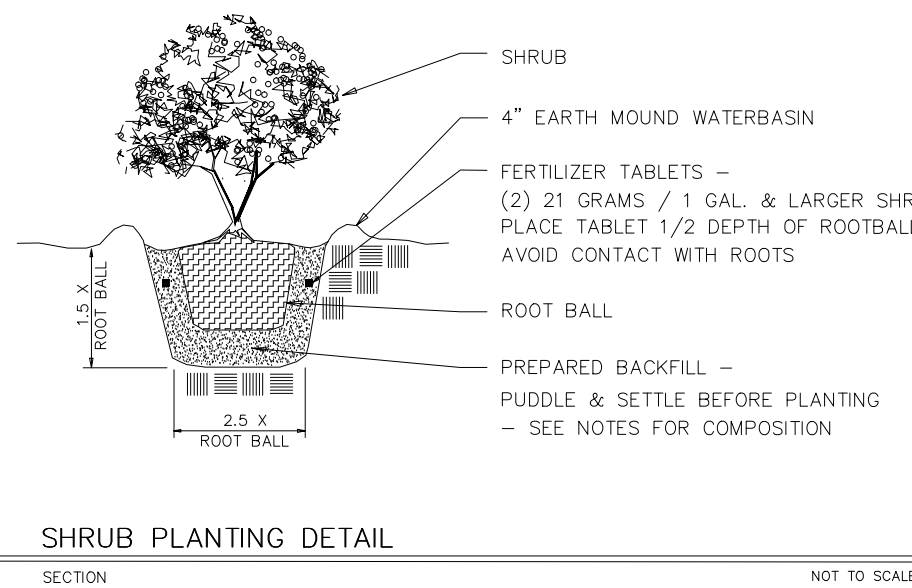 SHRUB
4" EARTH MOUND WATERBASIN
FERTILIZER TABLETS –
(2) 21 GRAMS / 1 GAL. & LARGER SHR
PLACE TABLET 1/2 DEPTH OF ROOTBALL
AVOID CONTACT WITH ROOTS
1.5 X
ROOT BALL
ROOT BALL
PREPARED BACKFILL –
PUDDLE & SETTLE BEFORE PLANTING
– SEE NOTES FOR COMPOSITION
2.5 X
ROOT BALL
SHRUB PLANTING DETAIL
SECTION
NOT TO SCALE